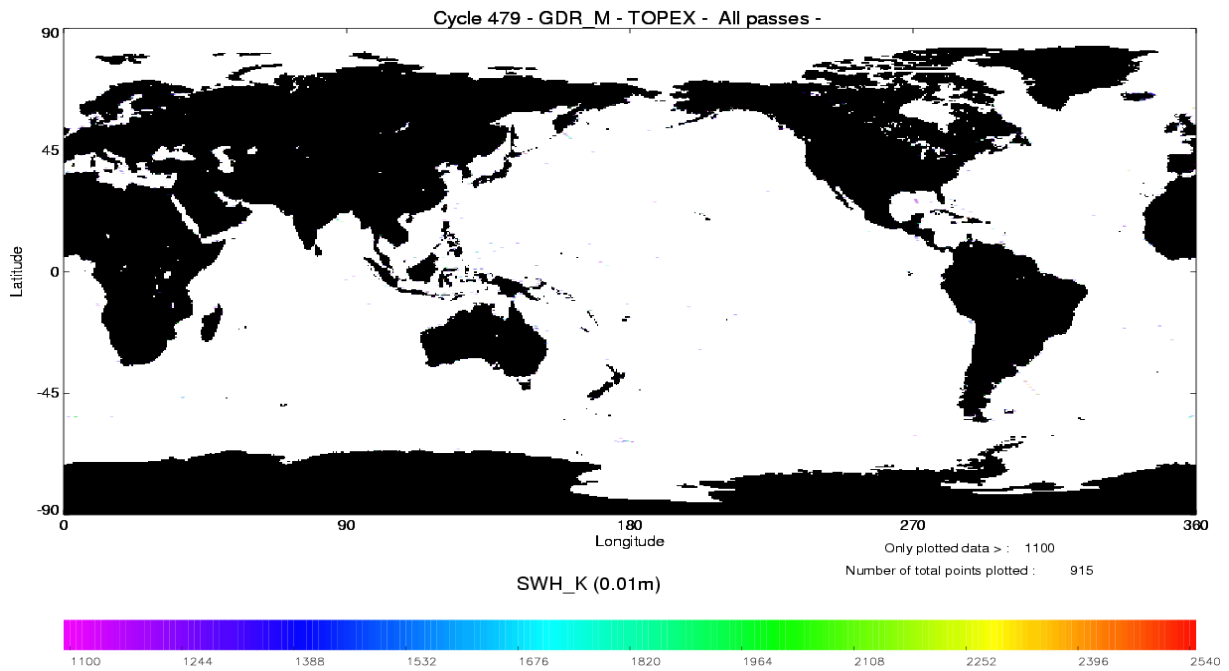 Cycle 479 - GDR_M - TOPEX - All passes -
90
45
0
-45
-90
Latitude
0 90 180 270 360
Longitude
Only plotted data > : 1100
Number of total points plotted : 915
SWH_K (0.01m)
1100 1244 1388 1532 1676 1820 1964 2108 2252 2396 2540